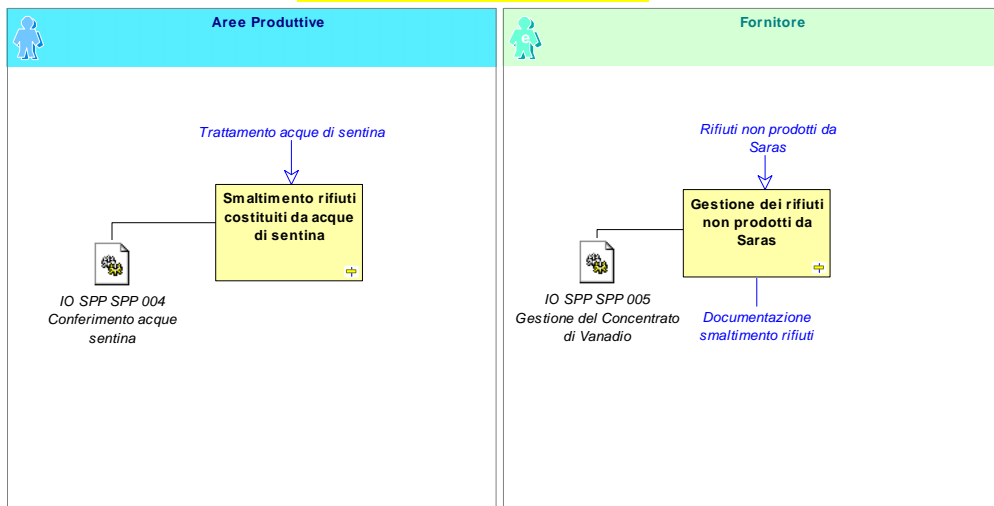 Aree Produttive
Trattamento acque di sentina
Smaltimento rifiuti
costituiti da acque
di sentina
IO SPP SPP 004
Conferimento acque
sentina
Fornitore
e
Rifiuti non prodotti da
Saras
Gestione dei rifiuti
non prodotti da
Saras
IO SPP SPP 005
Gestione del Concentrato
di Vanadio
Documentazione
smaltimento rifiuti